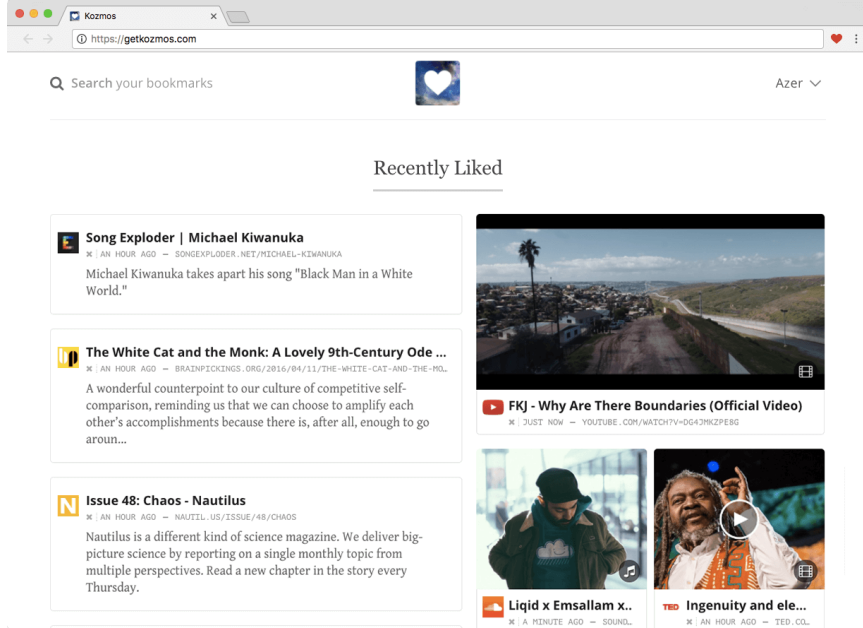 Kozmos
https://getkozmos.com
Search your bookmarks
Azer
Recently Liked
Song Exploder | Michael Kiwanuka
AN HOUR AGO — SONGEXPLODER.NET/MICHAEL-KIWANUKA
Michael Kiwanuka takes apart his song "Black Man in a White
World."
The White Cat and the Monk: A Lovely 9th-Century Ode ...
AN HOUR AGO — BRAINPICKINGS.ORG/2016/04/11/THE-WHITE-CAT-AND-THE-MO…
A wonderful counterpoint to our culture of competitive self-
comparison, reminding us that we can choose to amplify each
other's accomplishments because there is, after all, enough to go
aroun...
Issue 48: Chaos - Nautilus
AN HOUR AGO — NAUTIL.US/ISSUE/48/CHAOS
Nautilus is a different kind of science magazine. We deliver big-
picture science by reporting on a single monthly topic from
multiple perspectives. Read a new chapter in the story every
Thursday.
FKJ - Why Are There Boundaries (Official Video)
JUST NOW — YOUTUBE.COM/WATCH?V=DG4JMKZPE8G
Liqid x Emsallam x..
A MINUTE AGO — SOUND…
TED
Ingenuity and ele...
AN HOUR AGO — TED.CO…